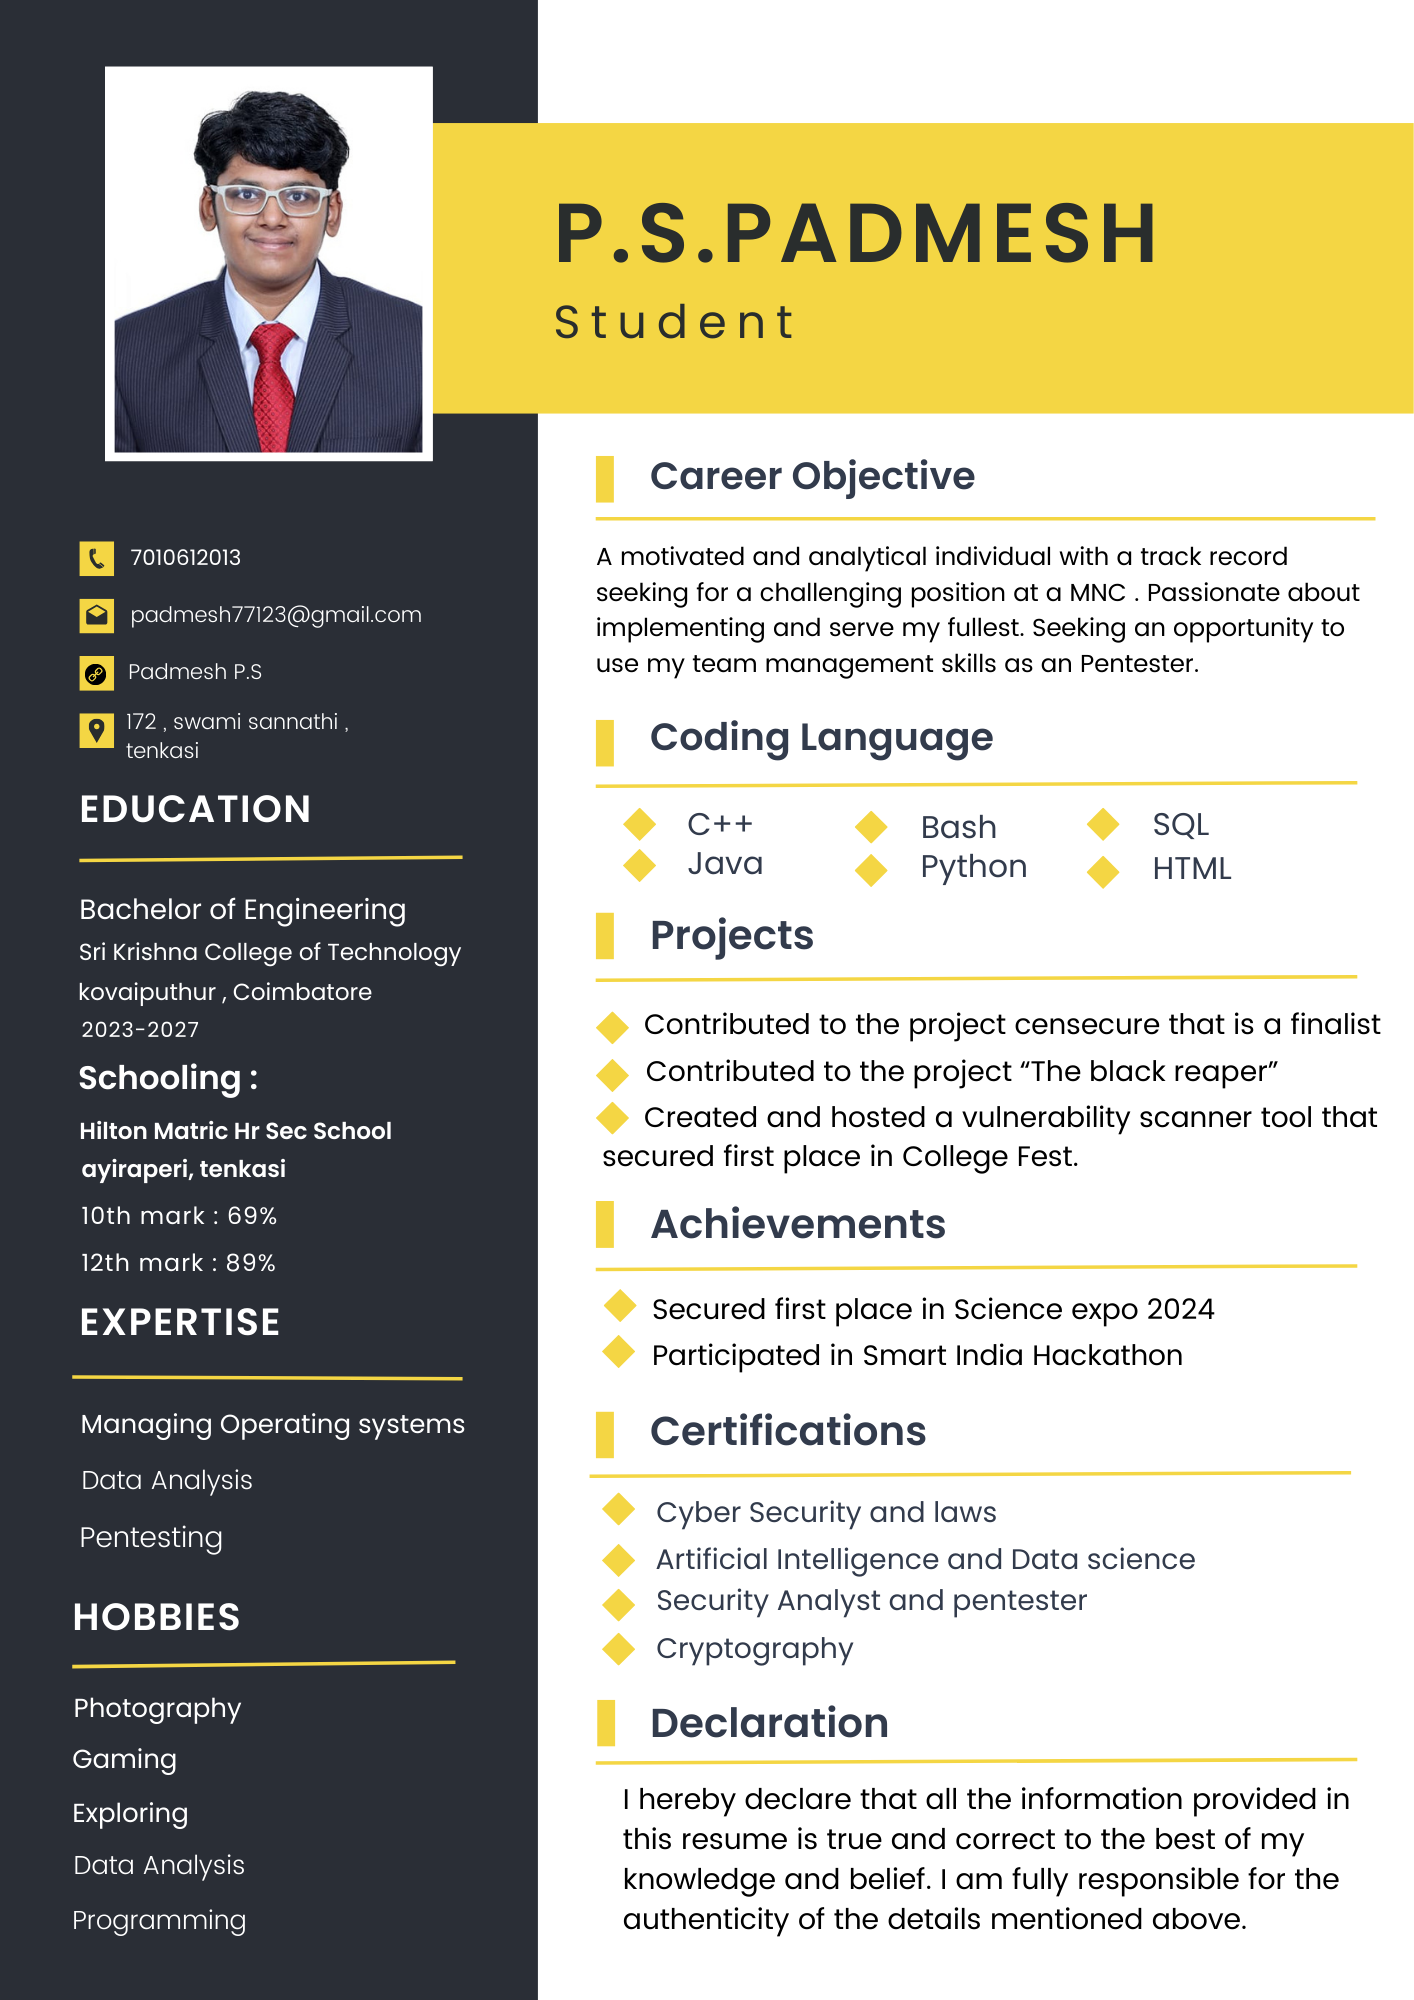 P.S.PADMESH
Student
7010612013
padmesh77123@gmail.com
Padmesh P.S
172 , swami sannathi ,
tenkasi
EDUCATION
Bachelor of Engineering
Sri Krishna College of Technology
kovaiputhur , Coimbatore
2023-2027
Schooling :
Hilton Matric Hr Sec School
ayiraperi, tenkasi
10th mark : 69%
12th mark : 89%
EXPERTISE
Managing Operating systems
Data Analysis
Pentesting
HOBBIES
Photography
Gaming
Exploring
Data Analysis
Programming
Career Objective
A motivated and analytical individual with a track record
seeking for a challenging position at a MNC . Passionate about
implementing and serve my fullest. Seeking an opportunity to
use my team management skills as an Pentester.
Coding Language
C++
Java
Bash
Python
SQL
HTML
Projects
Contributed to the project censecure that is a finalist
Contributed to the project “The black reaper”
Created and hosted a vulnerability scanner tool that
secured first place in College Fest.
Achievements
Secured first place in Science expo 2024
Participated in Smart India Hackathon
Certifications
Cyber Security and laws
Artificial Intelligence and Data science
Security Analyst and pentester
Cryptography
Declaration
I hereby declare that all the information provided in
this resume is true and correct to the best of my
knowledge and belief. I am fully responsible for the
authenticity of the details mentioned above.